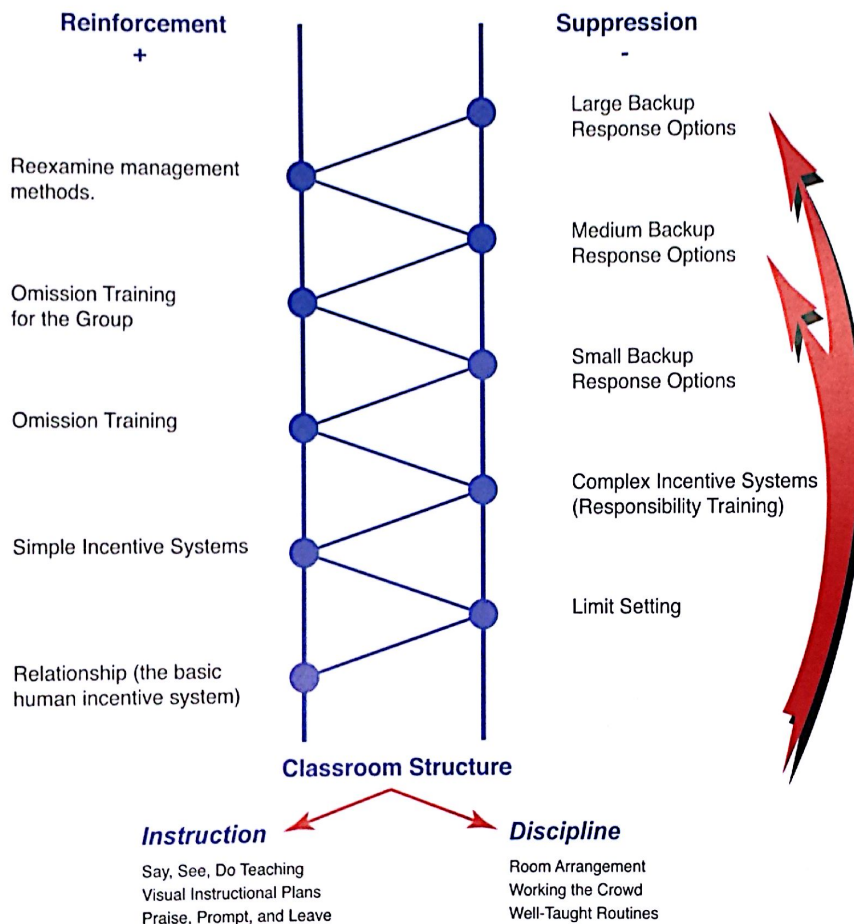 Reinforcement
+
Suppression
-
Large Backup
Response Options
Reexamine management
methods.
Medium Backup
Response Options
Omission Training
for the Group
Small Backup
Response Options
Omission Training
Complex Incentive Systems
(Responsibility Training)
Simple Incentive Systems
Limit Setting
Relationship (the basic
human incentive system)
Classroom Structure
Instruction
Say, See, Do Teaching
Visual Instructional Plans
Praise, Prompt, and Leave
Discipline
Room Arrangement
Working the Crowd
Well-Taught Routines